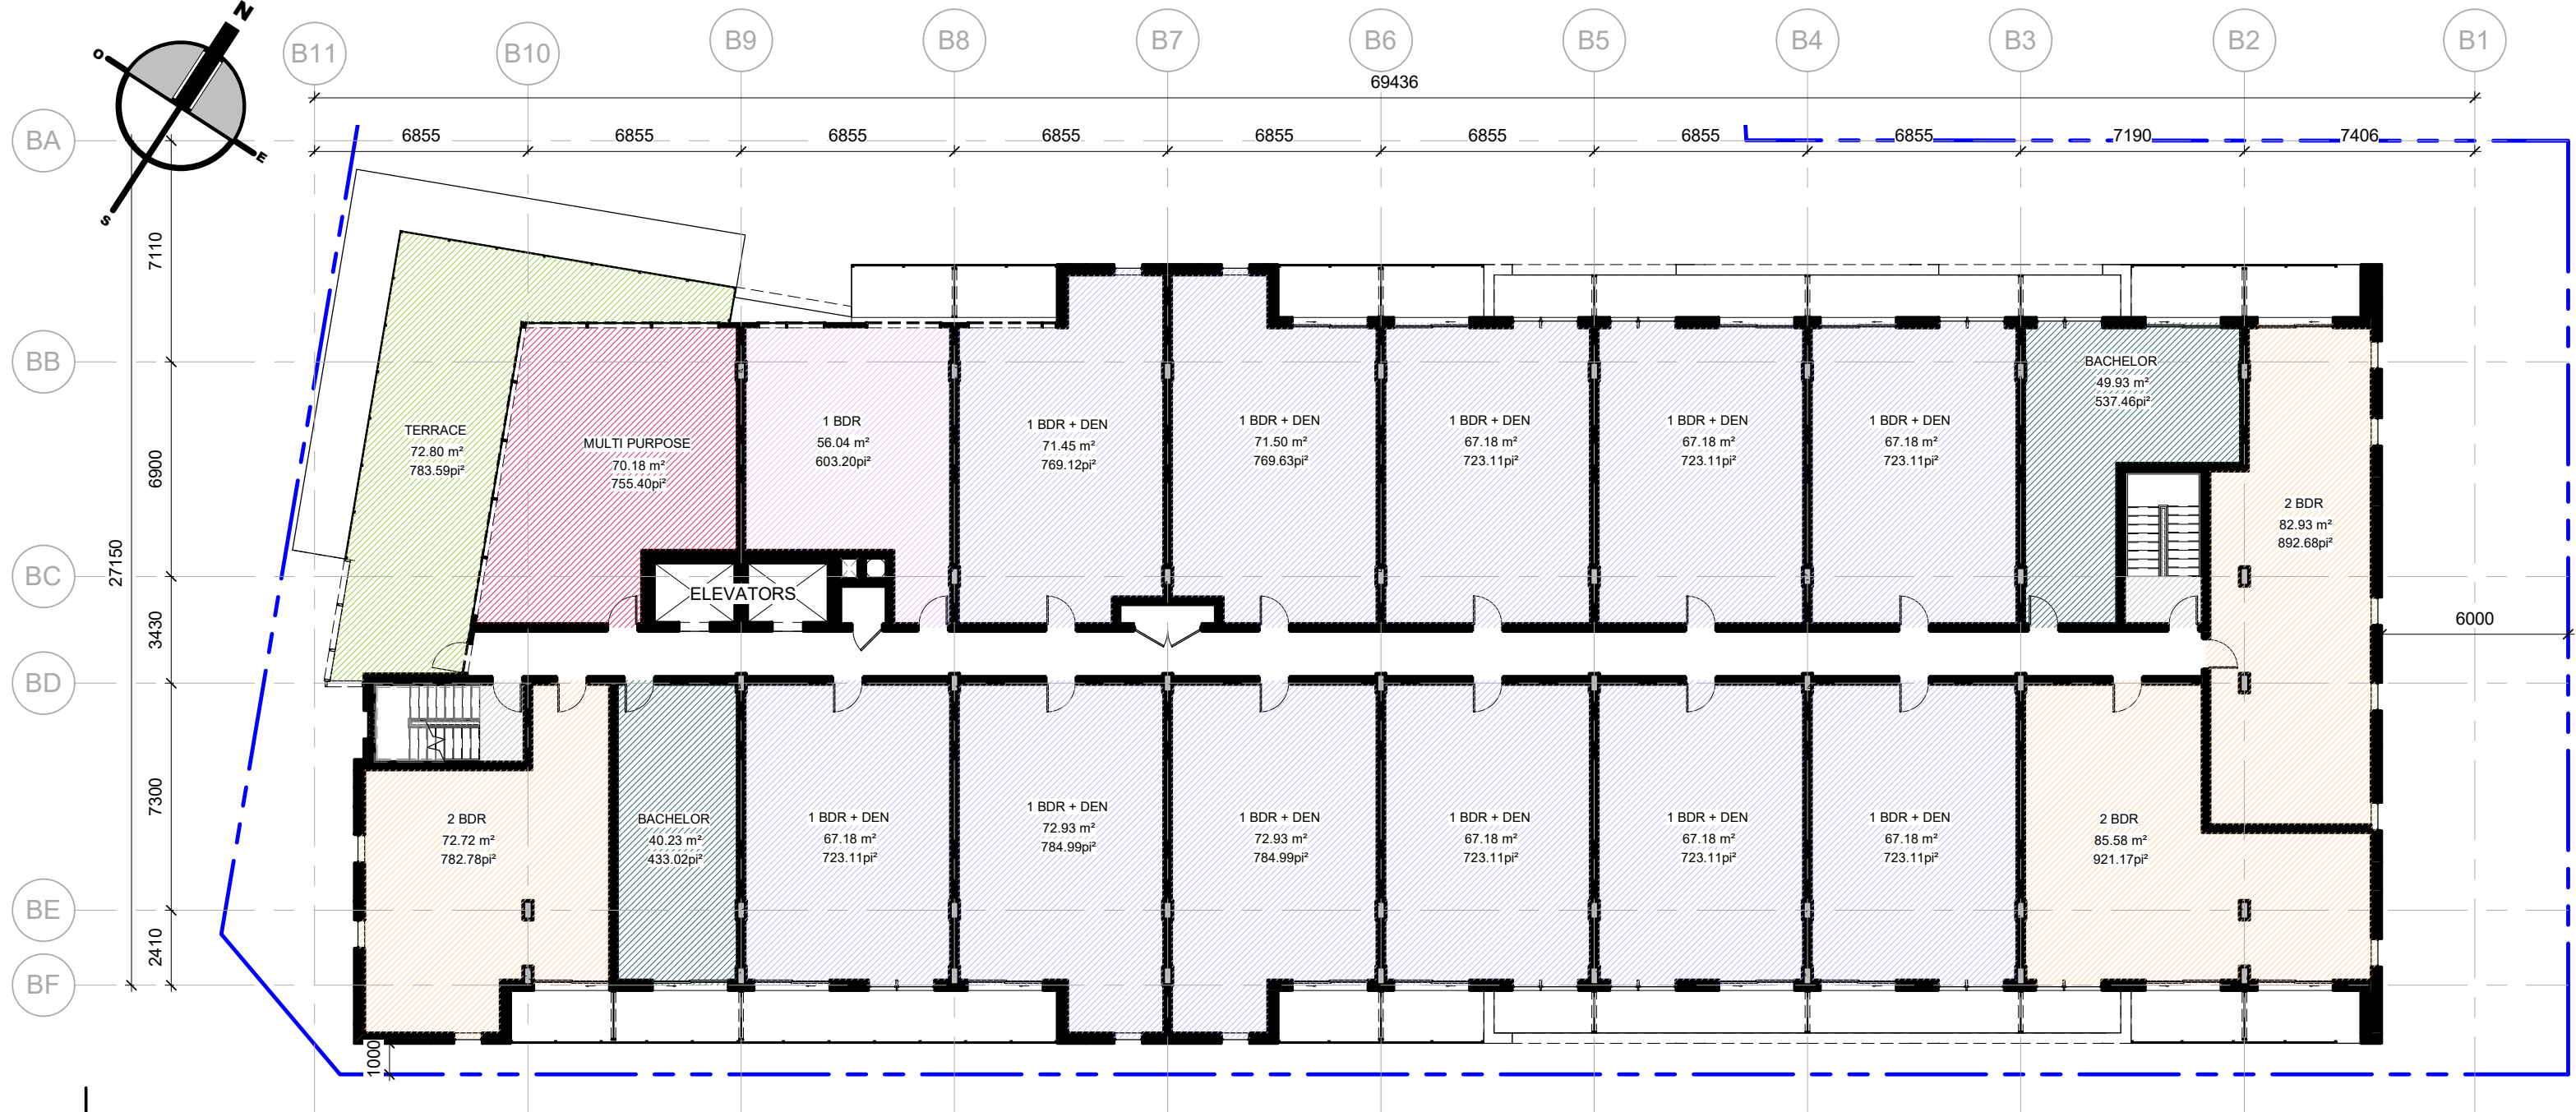 N
O
E
S
B11
B10
B9
B8
B7
B6
B5
B4
B3
B2
B1
69436
6855
6855
6855
6855
6855
6855
6855
6855
7190
7406
BA
BB
BC
BD
BE
BF
7110
6900
3430
7300
2410
27150
1000
6000
TERRACE
72.80 m²
783.59pi²
MULTI PURPOSE
70.18 m²
755.40pi²
1 BDR
56.04 m²
603.20pi²
1 BDR + DEN
71.45 m²
769.12pi²
1 BDR + DEN
71.50 m²
769.63pi²
1 BDR + DEN
67.18 m²
723.11pi²
1 BDR + DEN
67.18 m²
723.11pi²
1 BDR + DEN
67.18 m²
723.11pi²
BACHELOR
49.93 m²
537.46pi²
2 BDR
82.93 m²
892.68pi²
ELEVATORS
2 BDR
72.72 m²
782.78pi²
BACHELOR
40.23 m²
433.02pi²
1 BDR + DEN
67.18 m²
723.11pi²
1 BDR + DEN
72.93 m²
784.99pi²
1 BDR + DEN
72.93 m²
784.99pi²
1 BDR + DEN
67.18 m²
723.11pi²
1 BDR + DEN
67.18 m²
723.11pi²
1 BDR + DEN
67.18 m²
723.11pi²
2 BDR
85.58 m²
921.17pi²